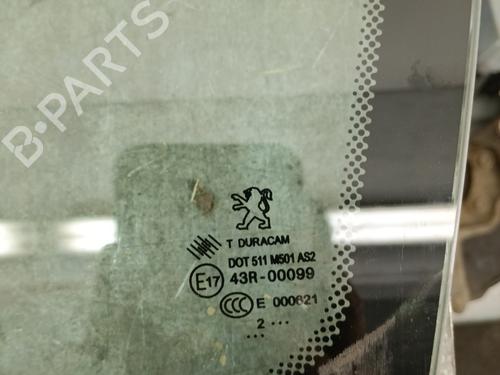 B-PARTS
T DURACAM
DOT 511 M501 AS2
E17 43R-00099
CCC E 000621
2